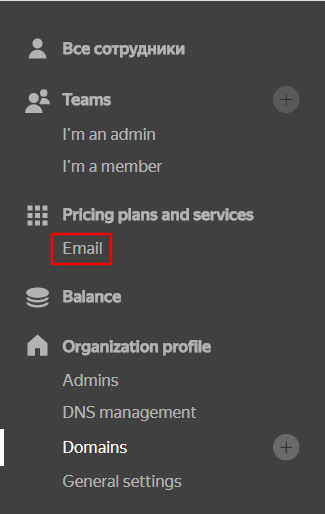 Все сотрудники
Teams
I'm an admin
I'm a member
Pricing plans and services
Email
Balance
Organization profile
Admins
DNS management
Domains
General settings